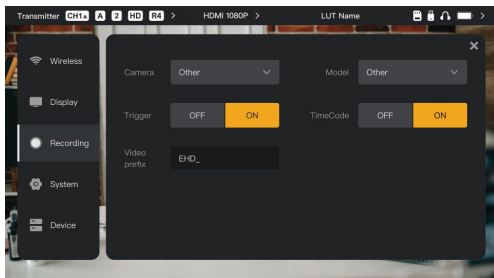 Transmitter CH1 A 2 HD R4 > HDMI 1080P > LUT Name >
Wireless
Display
Recording
System
Device
Camera Other Model Other
Trigger OFF ON TimeCode OFF ON
Video
prefix
EHD_